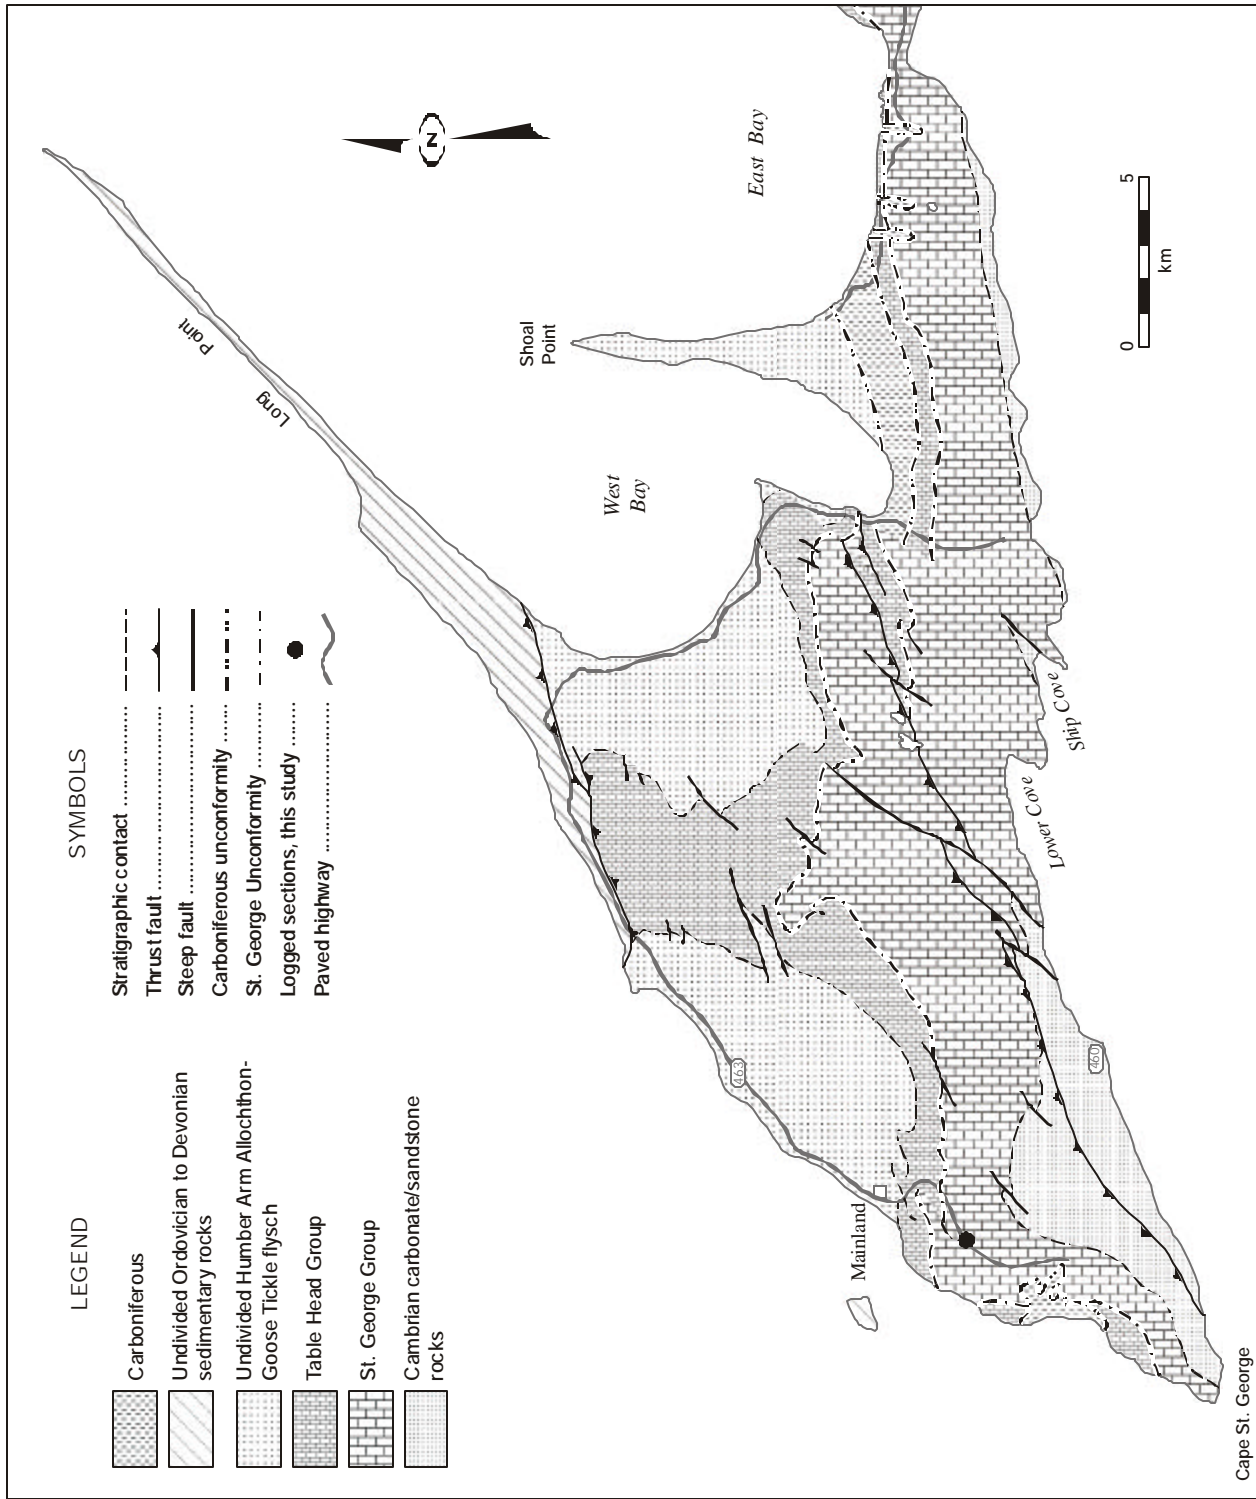 LEGEND
Carboniferous
Undivided Ordovician to Devonian
sedimentary rocks
Undivided Humber Arm Allochthon-
Goose Tickle flysch
Table Head Group
St. George Group
Cambrian carbonate/sandstone
rocks
SYMBOLS
Stratigraphic contact
Thrust fault
Steep fault
Carboniferous unconformity
St. George Unconformity
Logged sections, this study
Paved highway
Long
Point
N
West
Bay
Shoal
Point
East Bay
463
460
Mainland
Lower Cove
Ship Cove
Cape St. George
0
5
km